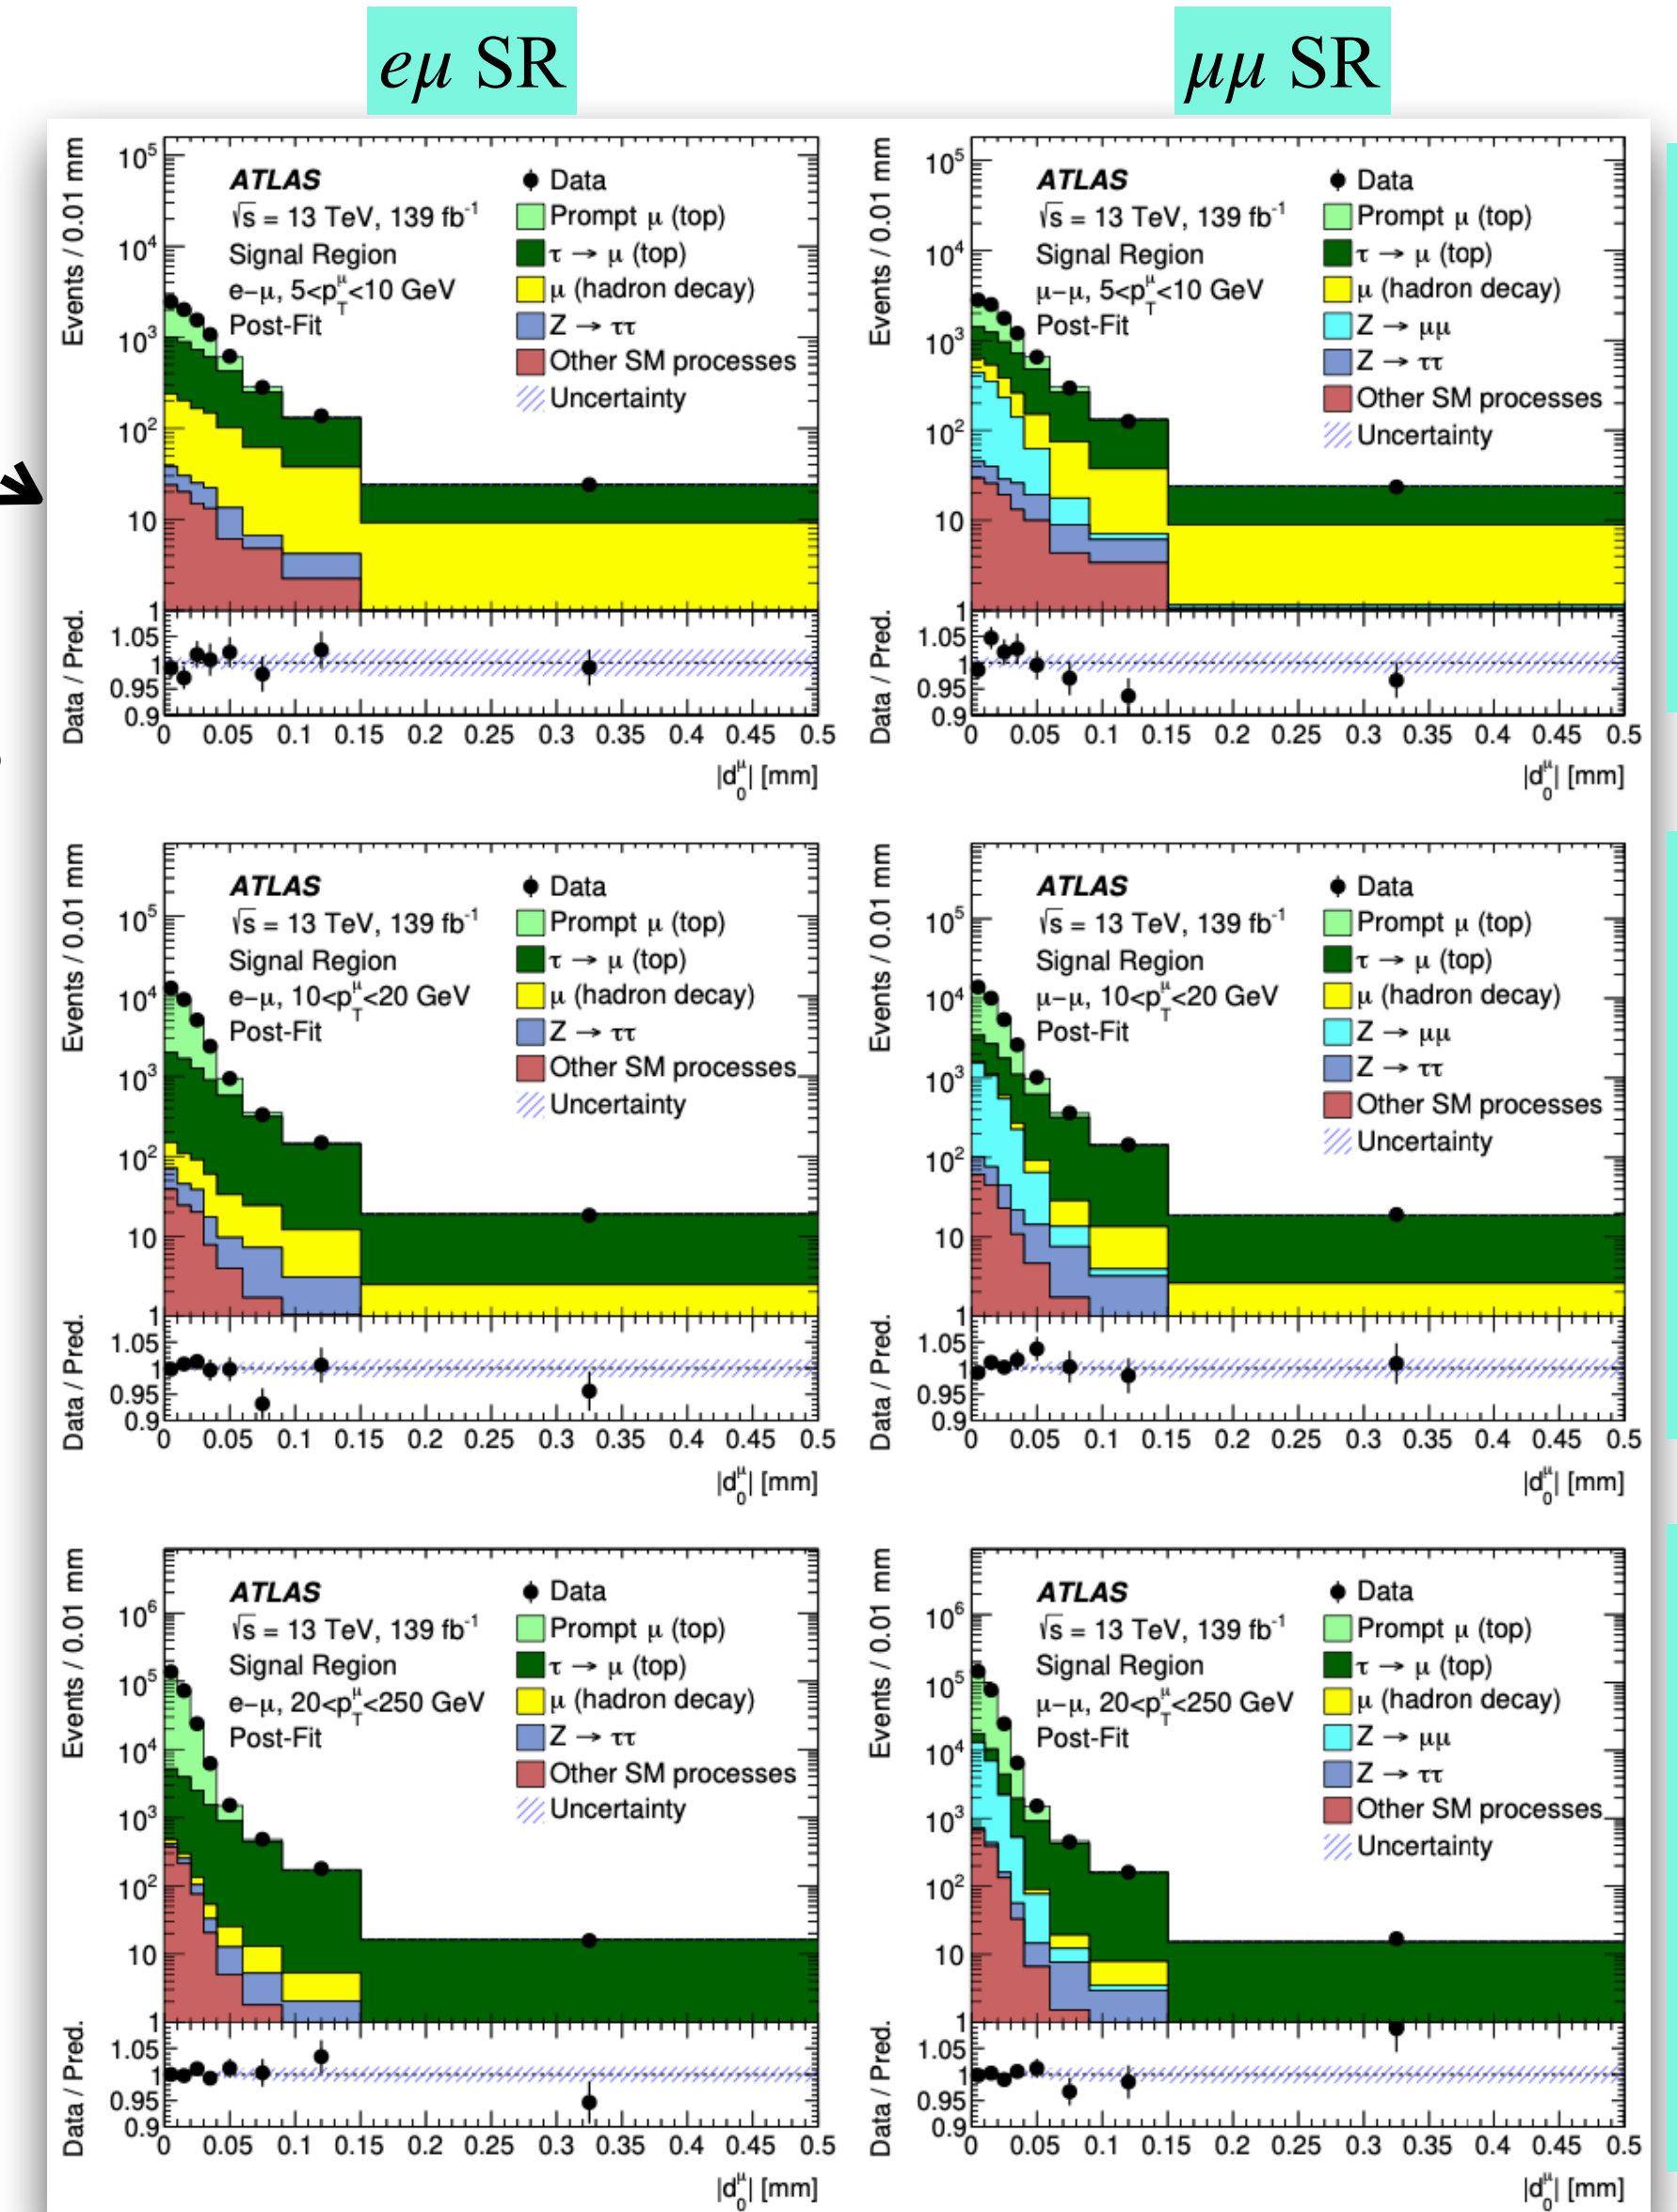 eμ SR
μμ SR
Events / 0.01 mm
10⁵
10⁴
10³
10²
10
1
ATLAS
√s = 13 TeV, 139 fb⁻¹
Signal Region
e−μ, 5<p_T^μ<10 GeV
Post-Fit
Data
Prompt μ (top)
τ → μ (top)
μ (hadron decay)
Z → ττ
Other SM processes
Uncertainty
Data / Pred.
1.05
1
0.95
0.9
0 0.05 0.1 0.15 0.2 0.25 0.3 0.35 0.4 0.45 0.5
|d_0^μ| [mm]
Events / 0.01 mm
10⁵
10⁴
10³
10²
10
1
ATLAS
√s = 13 TeV, 139 fb⁻¹
Signal Region
μ−μ, 5<p_T^μ<10 GeV
Post-Fit
Data
Prompt μ (top)
τ → μ (top)
μ (hadron decay)
Z → μμ
Z → ττ
Other SM processes
Uncertainty
Data / Pred.
1.05
1
0.95
0.9
0 0.05 0.1 0.15 0.2 0.25 0.3 0.35 0.4 0.45 0.5
|d_0^μ| [mm]
Events / 0.01 mm
10⁵
10⁴
10³
10²
10
1
ATLAS
√s = 13 TeV, 139 fb⁻¹
Signal Region
e−μ, 10<p_T^μ<20 GeV
Post-Fit
Data
Prompt μ (top)
τ → μ (top)
μ (hadron decay)
Z → ττ
Other SM processes
Uncertainty
Data / Pred.
1.05
1
0.95
0.9
0 0.05 0.1 0.15 0.2 0.25 0.3 0.35 0.4 0.45 0.5
|d_0^μ| [mm]
Events / 0.01 mm
10⁵
10⁴
10³
10²
10
1
ATLAS
√s = 13 TeV, 139 fb⁻¹
Signal Region
μ−μ, 10<p_T^μ<20 GeV
Post-Fit
Data
Prompt μ (top)
τ → μ (top)
μ (hadron decay)
Z → μμ
Z → ττ
Other SM processes
Uncertainty
Data / Pred.
1.05
1
0.95
0.9
0 0.05 0.1 0.15 0.2 0.25 0.3 0.35 0.4 0.45 0.5
|d_0^μ| [mm]
Events / 0.01 mm
10⁶
10⁵
10⁴
10³
10²
10
1
ATLAS
√s = 13 TeV, 139 fb⁻¹
Signal Region
e−μ, 20<p_T^μ<250 GeV
Post-Fit
Data
Prompt μ (top)
τ → μ (top)
μ (hadron decay)
Z → ττ
Other SM processes
Uncertainty
Data / Pred.
1.05
1
0.95
0.9
0 0.05 0.1 0.15 0.2 0.25 0.3 0.35 0.4 0.45 0.5
|d_0^μ| [mm]
Events / 0.01 mm
10⁶
10⁵
10⁴
10³
10²
10
1
ATLAS
√s = 13 TeV, 139 fb⁻¹
Signal Region
μ−μ, 20<p_T^μ<250 GeV
Post-Fit
Data
Prompt μ (top)
τ → μ (top)
μ (hadron decay)
Z → μμ
Z → ττ
Other SM processes
Uncertainty
Data / Pred.
1.05
1
0.95
0.9
0 0.05 0.1 0.15 0.2 0.25 0.3 0.35 0.4 0.45 0.5
|d_0^μ| [mm]